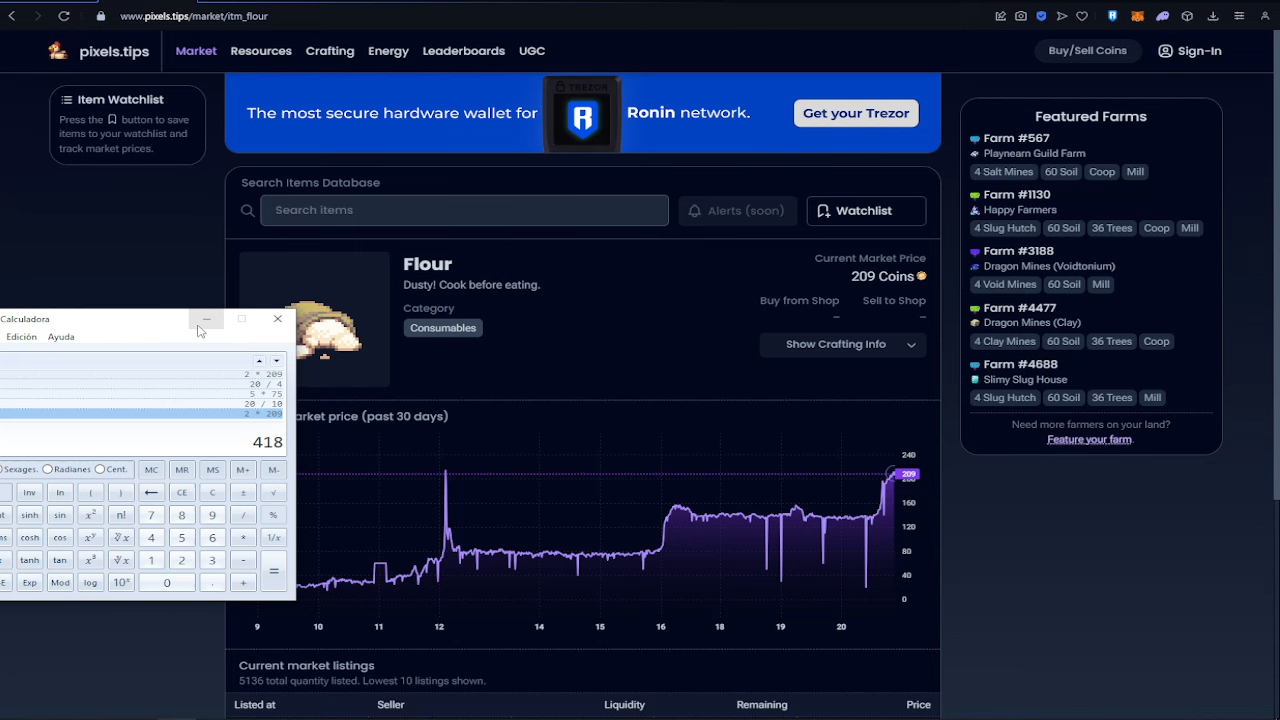 www.pixels.tips/market/itm_flour
pixels.tips
Market Resources Crafting Energy Leaderboards UGC
Buy/Sell Coins
Sign-In
Item Watchlist
Press the button to save
items to your watchlist and
track market prices.
The most secure hardware wallet for
TREZOR
Ronin network.
Get your Trezor
Search Items Database
Search items
Alerts (soon)
Watchlist
Flour
Dusty! Cook before eating.
Category
Consumables
Current Market Price
209 Coins
Buy from Shop Sell to Shop
– –
Show Crafting Info
Calculadora
Edición Ayuda
2 * 209
20 / 4
5 * 75
20 / 10
2 * 209
418
Sexages. Radianes Cent. MC MR MS M+ M-
Inv ln ( ) ← CE C ± √
sinh sin x² n! 7 8 9 / %
cosh cos xʸ ʸ√x 4 5 6 * 1/x
tanh tan x³ ³√x 1 2 3 - =
Exp Mod log 10ˣ 0 . +
arket price (past 30 days)
240
209
200
160
120
80
40
0
9 10 11 12 14 15 16 18 19 20
Current market listings
5136 total quantity listed. Lowest 10 listings shown.
Listed at Seller Liquidity Remaining Price
Featured Farms
Farm #567
Playnearn Guild Farm
4 Salt Mines 60 Soil Coop Mill
Farm #1130
Happy Farmers
4 Slug Hutch 60 Soil 36 Trees Coop Mill
Farm #3188
Dragon Mines (Voidtonium)
4 Void Mines 60 Soil Mill
Farm #4477
Dragon Mines (Clay)
4 Clay Mines 60 Soil 36 Trees Coop
Farm #4688
Slimy Slug House
4 Slug Hutch 60 Soil 36 Trees Mill
Need more farmers on your land?
Feature your farm.